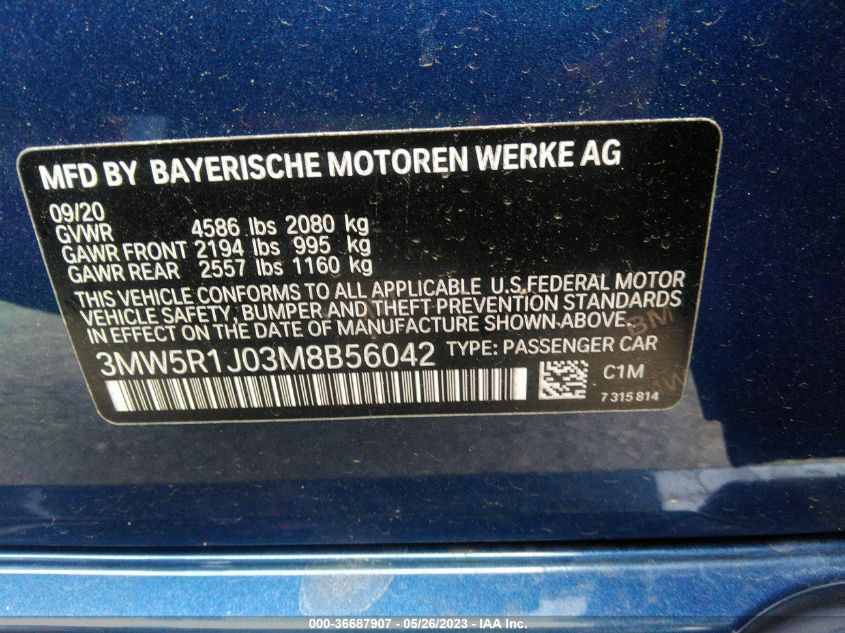 MFD BY BAYERISCHE MOTOREN WERKE AG
09/20
GVWR 4586 lbs 2080 kg
GAWR FRONT 2194 lbs 995 kg
GAWR REAR 2557 lbs 1160 kg
THIS VEHICLE CONFORMS TO ALL APPLICABLE U.S.FEDERAL MOTOR
VEHICLE SAFETY, BUMPER AND THEFT PREVENTION STANDARDS
IN EFFECT ON THE DATE OF MANUFACTURE SHOWN ABOVE.
3MW5R1J03M8B56042 TYPE: PASSENGER CAR
C1M
7 315 814
000-36687907 - 05/26/2023 - IAA Inc.